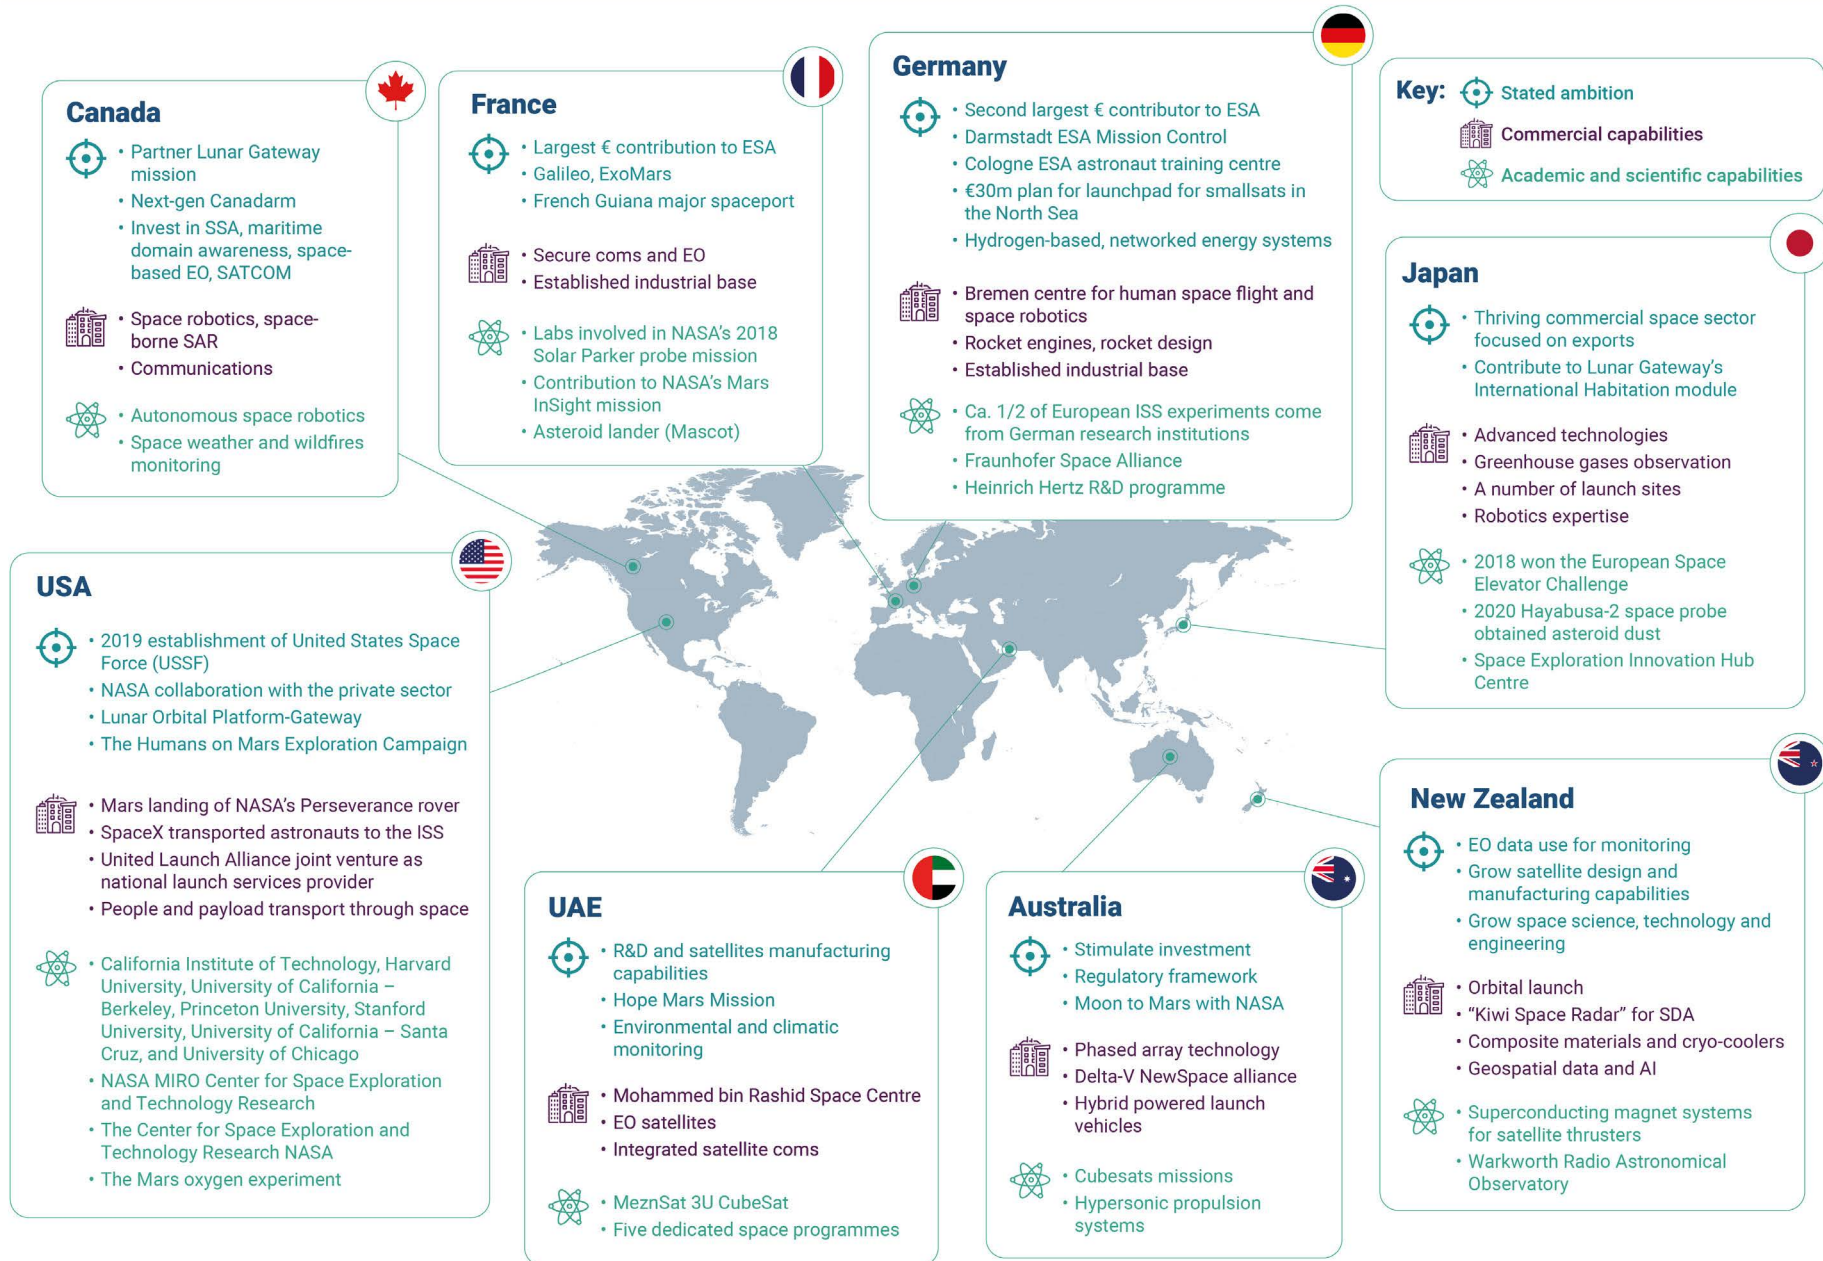 Canada
• Partner Lunar Gateway
mission
• Next-gen Canadarm
• Invest in SSA, maritime
domain awareness, space-
based EO, SATCOM
• Space robotics, space-
borne SAR
• Communications
• Autonomous space robotics
• Space weather and wildfires
monitoring
France
• Largest € contribution to ESA
• Galileo, ExoMars
• French Guiana major spaceport
• Secure coms and EO
• Established industrial base
• Labs involved in NASA's 2018
Solar Parker probe mission
• Contribution to NASA's Mars
InSight mission
• Asteroid lander (Mascot)
Germany
• Second largest € contributor to ESA
• Darmstadt ESA Mission Control
• Cologne ESA astronaut training centre
• €30m plan for launchpad for smallsats in
the North Sea
• Hydrogen-based, networked energy systems
• Bremen centre for human space flight and
space robotics
• Rocket engines, rocket design
• Established industrial base
• Ca. 1/2 of European ISS experiments come
from German research institutions
• Fraunhofer Space Alliance
• Heinrich Hertz R&D programme
Key:
Stated ambition
Commercial capabilities
Academic and scientific capabilities
Japan
• Thriving commercial space sector
focused on exports
• Contribute to Lunar Gateway's
International Habitation module
• Advanced technologies
• Greenhouse gases observation
• A number of launch sites
• Robotics expertise
• 2018 won the European Space
Elevator Challenge
• 2020 Hayabusa-2 space probe
obtained asteroid dust
• Space Exploration Innovation Hub
Centre
USA
• 2019 establishment of United States Space
Force (USSF)
• NASA collaboration with the private sector
• Lunar Orbital Platform-Gateway
• The Humans on Mars Exploration Campaign
• Mars landing of NASA's Perseverance rover
• SpaceX transported astronauts to the ISS
• United Launch Alliance joint venture as
national launch services provider
• People and payload transport through space
• California Institute of Technology, Harvard
University, University of California –
Berkeley, Princeton University, Stanford
University, University of California – Santa
Cruz, and University of Chicago
• NASA MIRO Center for Space Exploration
and Technology Research
• The Center for Space Exploration and
Technology Research NASA
• The Mars oxygen experiment
UAE
• R&D and satellites manufacturing
capabilities
• Hope Mars Mission
• Environmental and climatic
monitoring
• Mohammed bin Rashid Space Centre
• EO satellites
• Integrated satellite coms
• MeznSat 3U CubeSat
• Five dedicated space programmes
Australia
• Stimulate investment
• Regulatory framework
• Moon to Mars with NASA
• Phased array technology
• Delta-V NewSpace alliance
• Hybrid powered launch
vehicles
• Cubesats missions
• Hypersonic propulsion
systems
New Zealand
• EO data use for monitoring
• Grow satellite design and
manufacturing capabilities
• Grow space science, technology and
engineering
• Orbital launch
• “Kiwi Space Radar” for SDA
• Composite materials and cryo-coolers
• Geospatial data and AI
• Superconducting magnet systems
for satellite thrusters
• Warkworth Radio Astronomical
Observatory